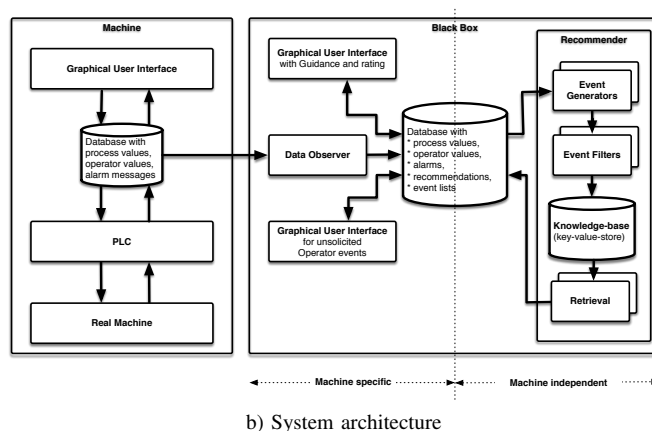 Machine
Graphical User Interface
Database with
process values,
operator values,
alarm messages
PLC
Real Machine
Black Box
Graphical User Interface
with Guidance and rating
Data Observer
Graphical User Interface
for unsolicited
Operator events
Database with
* process values,
* operator values,
* alarms,
* recommendations,
* event lists
Recommender
Event
Generators
Event Filters
Knowledge-base
(key-value-store)
Retrieval
Machine specific
Machine independent
b) System architecture